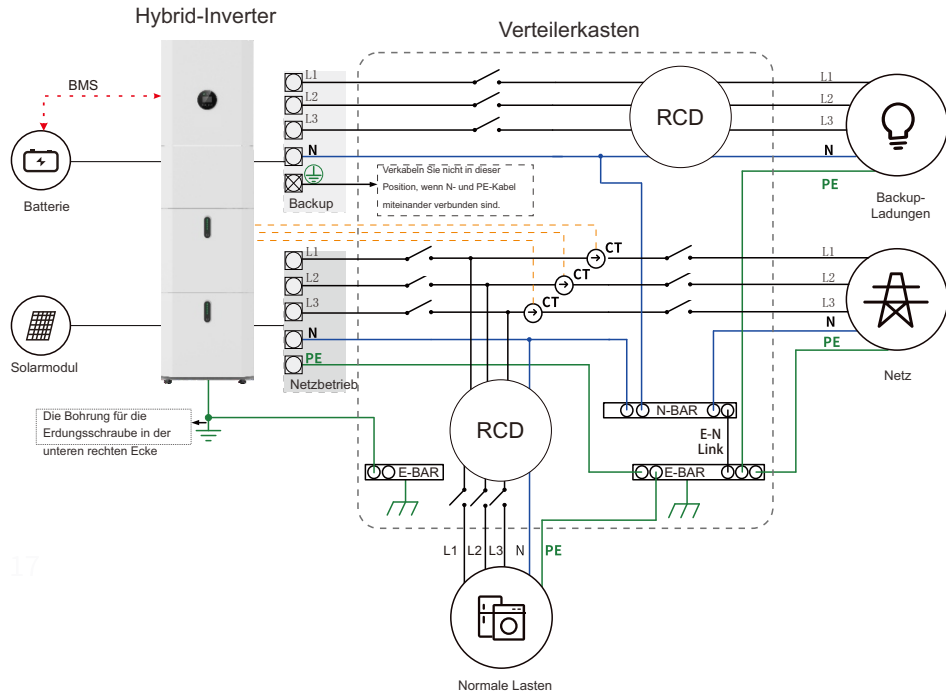 Hybrid-Inverter
Verteilerkasten
BMS
Batterie
Solarmodul
L1
L2
L3
N
Backup
Verkabeln Sie nicht in dieser
Position, wenn N- und PE-Kabel
miteinander verbunden sind.
RCD
L1
L2
L3
N
PE
Backup-
Ladungen
L1
L2
L3
N
PE
Netzbetrieb
CT
CT
CT
L1
L2
L3
N
PE
Netz
Die Bohrung für die
Erdungsschraube in der
unteren rechten Ecke
E-BAR
RCD
N-BAR
E-N
Link
E-BAR
L1
L2
L3
N
PE
Normale Lasten
17